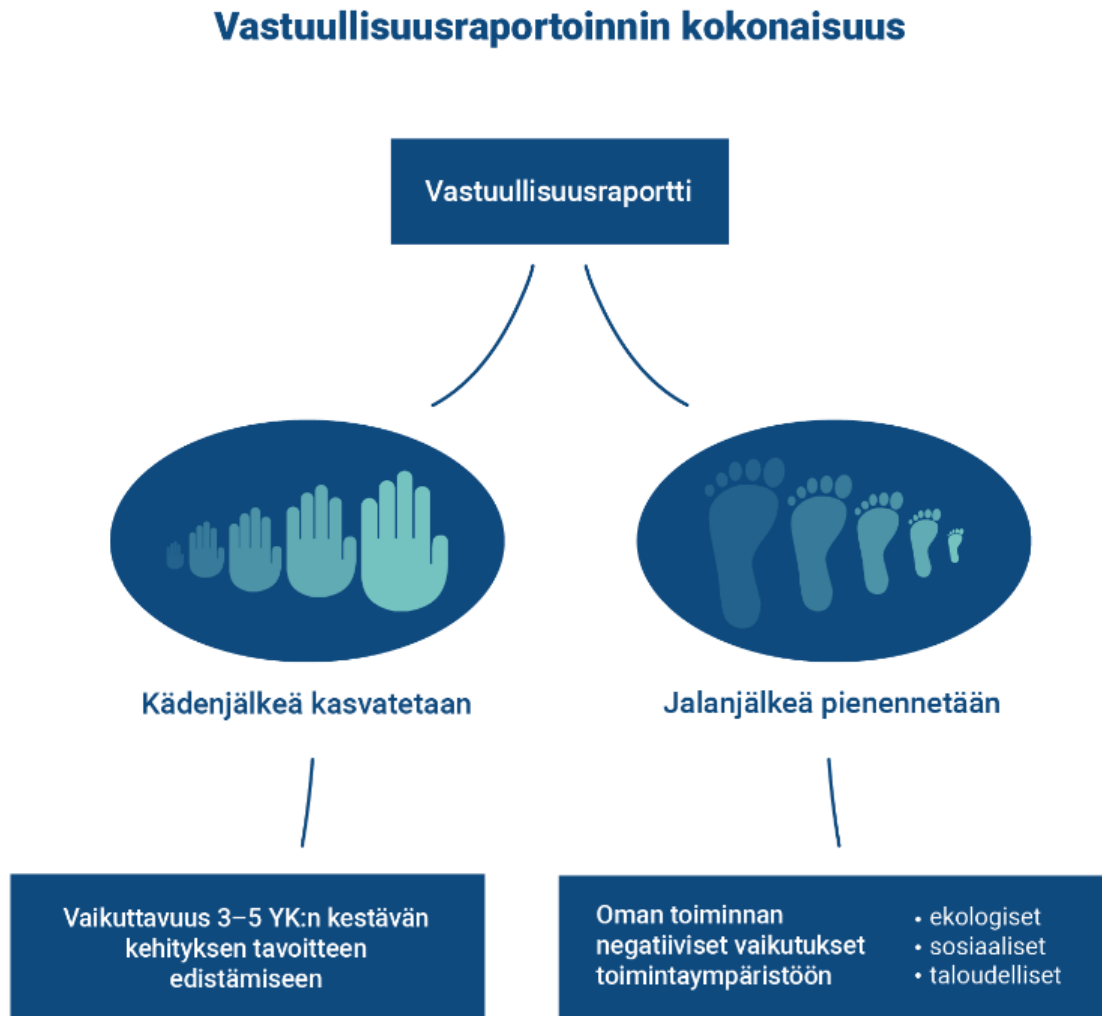 Vastuullisuusraportoinnin kokonaisuus
Vastuullisuusraportti
Kädenjälkeä kasvatetaan
Jalanjälkeä pienennetään
Vaikuttavuus 3–5 YK:n kestävän
kehityksen tavoitteen
edistämiseen
Oman toiminnan
negatiiviset vaikutukset
toimintaympäristöön
• ekologiset
• sosiaaliset
• taloudelliset